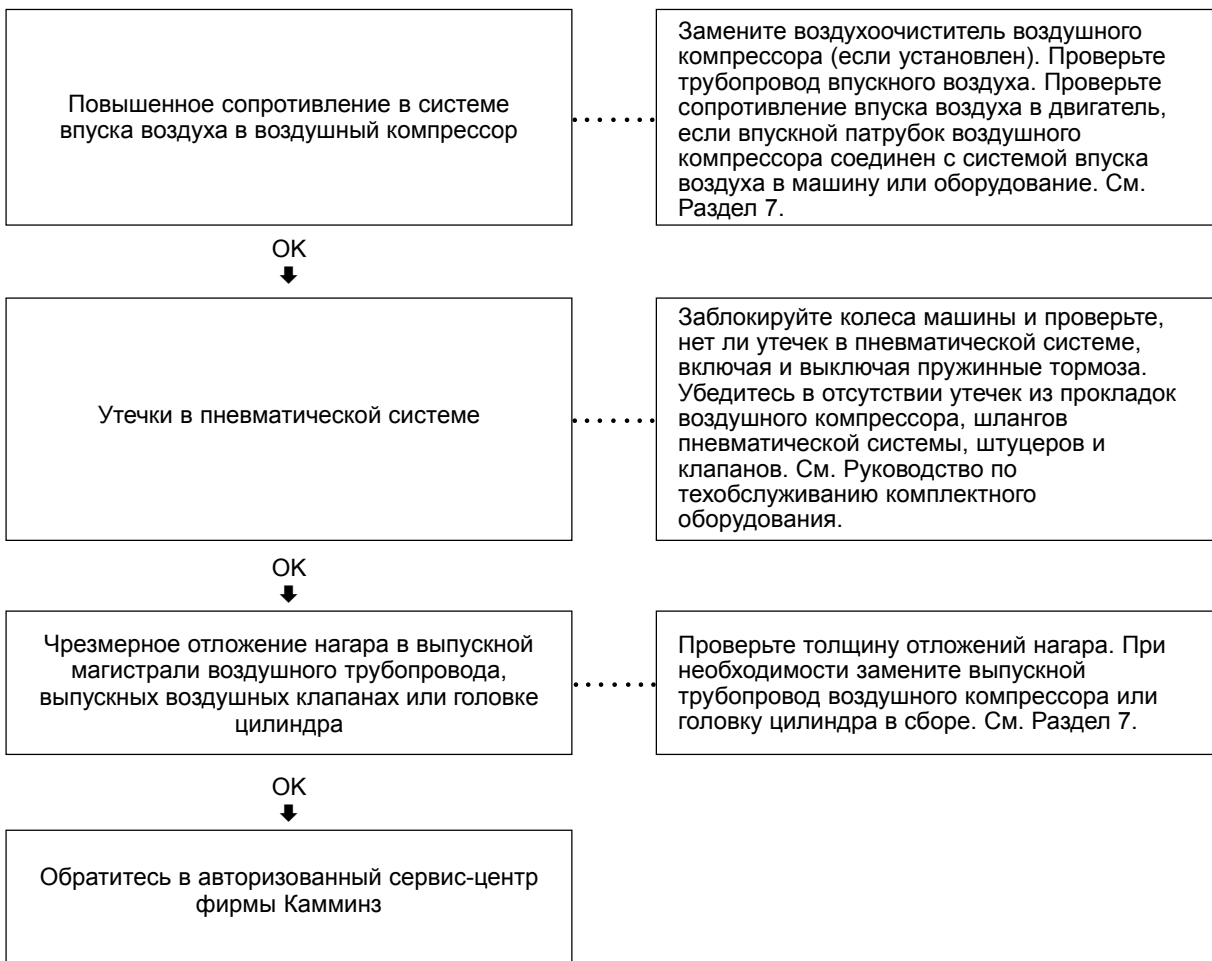 Повышенное сопротивление в системе
впуска воздуха в воздушный компрессор
Замените воздухоочиститель воздушного
компрессора (если установлен). Проверьте
трубопровод впускного воздуха. Проверьте
сопротивление впуска воздуха в двигатель,
если впускной патрубок воздушного
компрессора соединен с системой впуска
воздуха в машину или оборудование. См.
Раздел 7.
OK
Утечки в пневматической системе
Заблокируйте колеса машины и проверьте,
нет ли утечек в пневматической системе,
включая и выключая пружинные тормоза.
Убедитесь в отсутствии утечек из прокладок
воздушного компрессора, шлангов
пневматической системы, штуцеров и
клапанов. См. Руководство по
техобслуживанию комплектного
оборудования.
OK
Чрезмерное отложение нагара в выпускной
магистрали воздушного трубопровода,
выпускных воздушных клапанах или головке
цилиндра
Проверьте толщину отложений нагара. При
необходимости замените выпускной
трубопровод воздушного компрессора или
головку цилиндра в сборе. См. Раздел 7.
OK
Обратитесь в авторизованный сервис-центр
фирмы Камминз